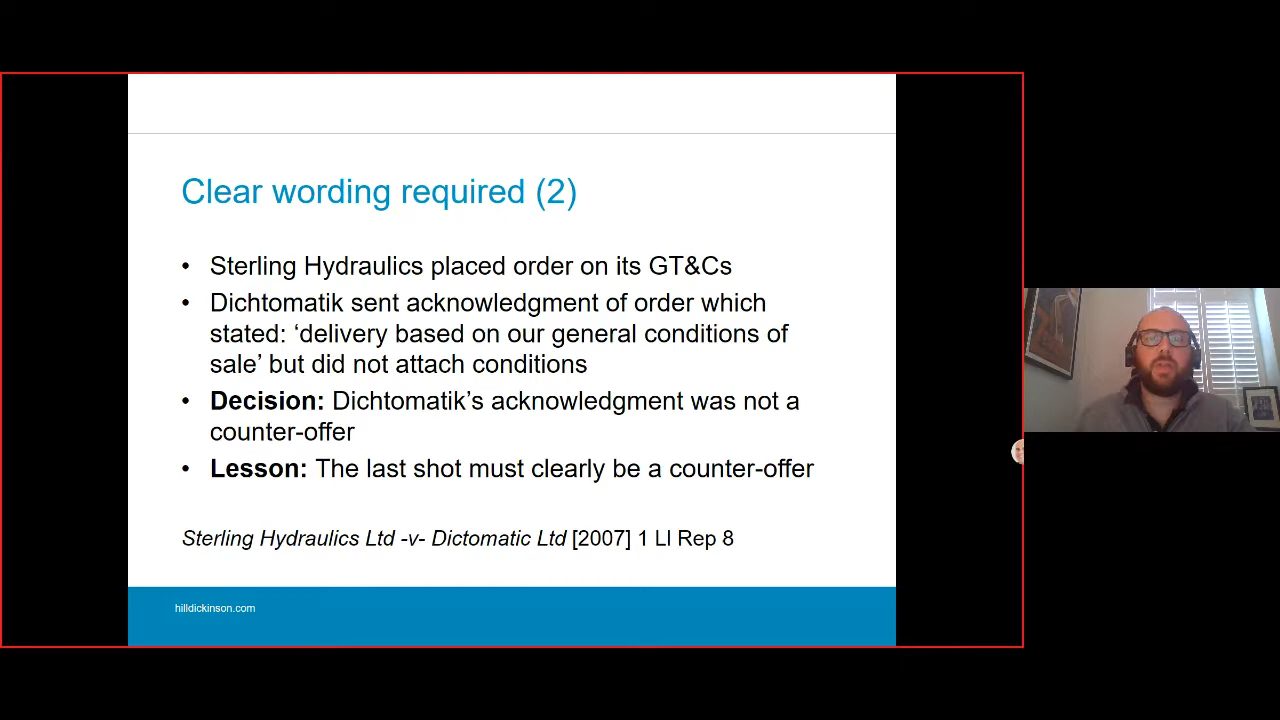 Clear wording required (2)
• Sterling Hydraulics placed order on its GT&Cs
• Dichtomatik sent acknowledgment of order which
stated: ‘delivery based on our general conditions of
sale’ but did not attach conditions
• Decision: Dichtomatik’s acknowledgment was not a
counter-offer
• Lesson: The last shot must clearly be a counter-offer
Sterling Hydraulics Ltd -v- Dictomatic Ltd [2007] 1 Ll Rep 8
hilldickinson.com